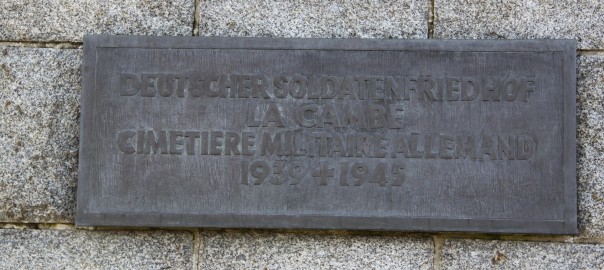 DEUTSCHER SOLDATENFRIEDHOF
LA CAMBE
CIMETIERE MILITAIRE ALLEMAND
1939 + 1945